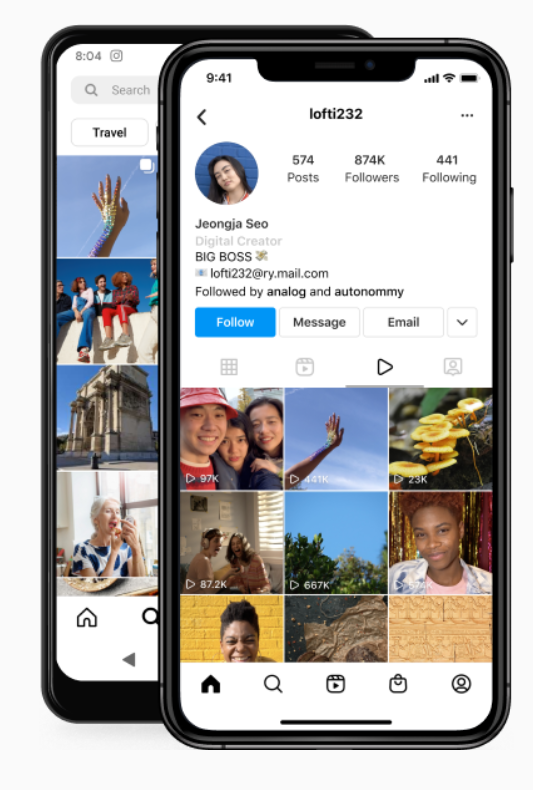 8:04
Search
Travel
9:41
lofti232
574 874K 441
Posts Followers Following
Jeongja Seo
Digital Creator
BIG BOSS 💸
📧 lofti232@ry.mail.com
Followed by analog and autonommy
Follow Message Email
97K 441K 23K
87.2K 667K